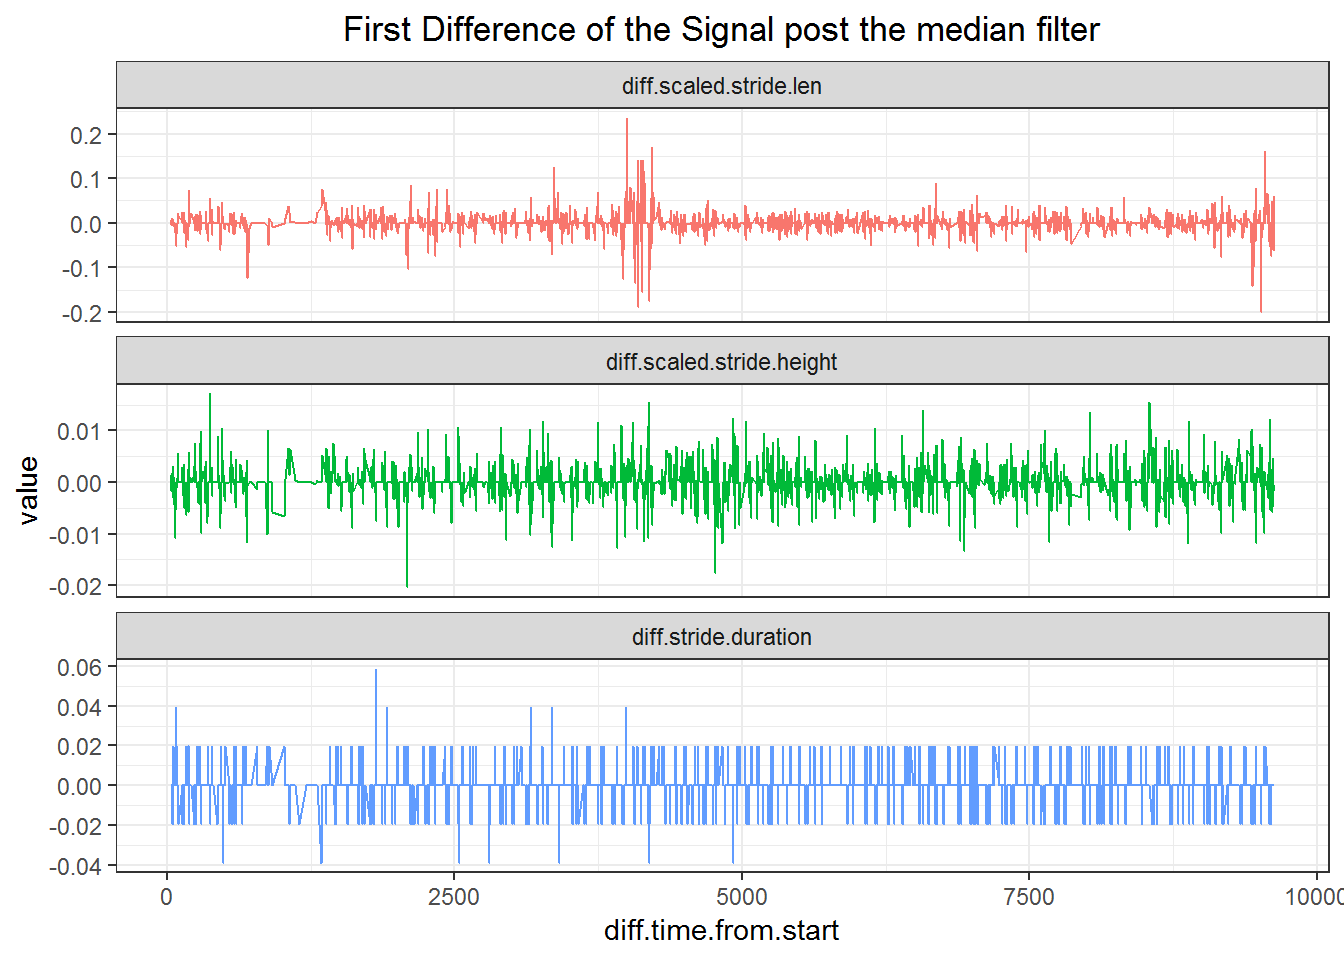 First Difference of the Signal post the median filter
diff.scaled.stride.len
0.2
0.1
0.0
-0.1
-0.2
diff.scaled.stride.height
0.01
0.00
-0.01
-0.02
value
diff.stride.duration
0.06
0.04
0.02
0.00
-0.02
-0.04
0 2500 5000 7500 10000
diff.time.from.start